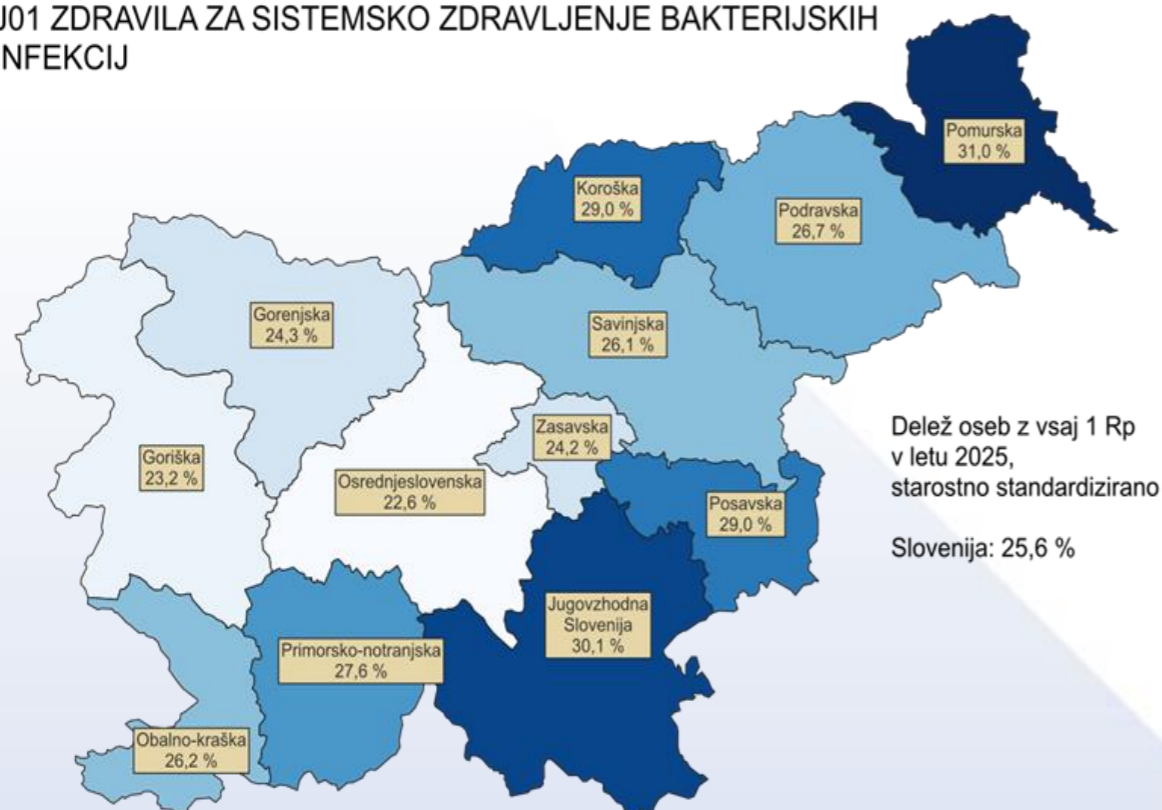 J01 ZDRAVILA ZA SISTEMSKO ZDRAVLJENJE BAKTERIJSKIH
NFEKCIJ
Pomurska
31,0 %
Koroška
29,0 %
Podravska
26,7 %
Gorenjska
24,3 %
Savinjska
26,1 %
Zasavska
24,2 %
Goriška
23,2 %
Osrednjeslovenska
22,6 %
Posavska
29,0 %
Delež oseb z vsaj 1 Rp
v letu 2025,
starostno standardizirano
Slovenija: 25,6 %
Jugovzhodna
Slovenija
30,1 %
Primorsko-notranjska
27,6 %
Obalno-kraška
26,2 %